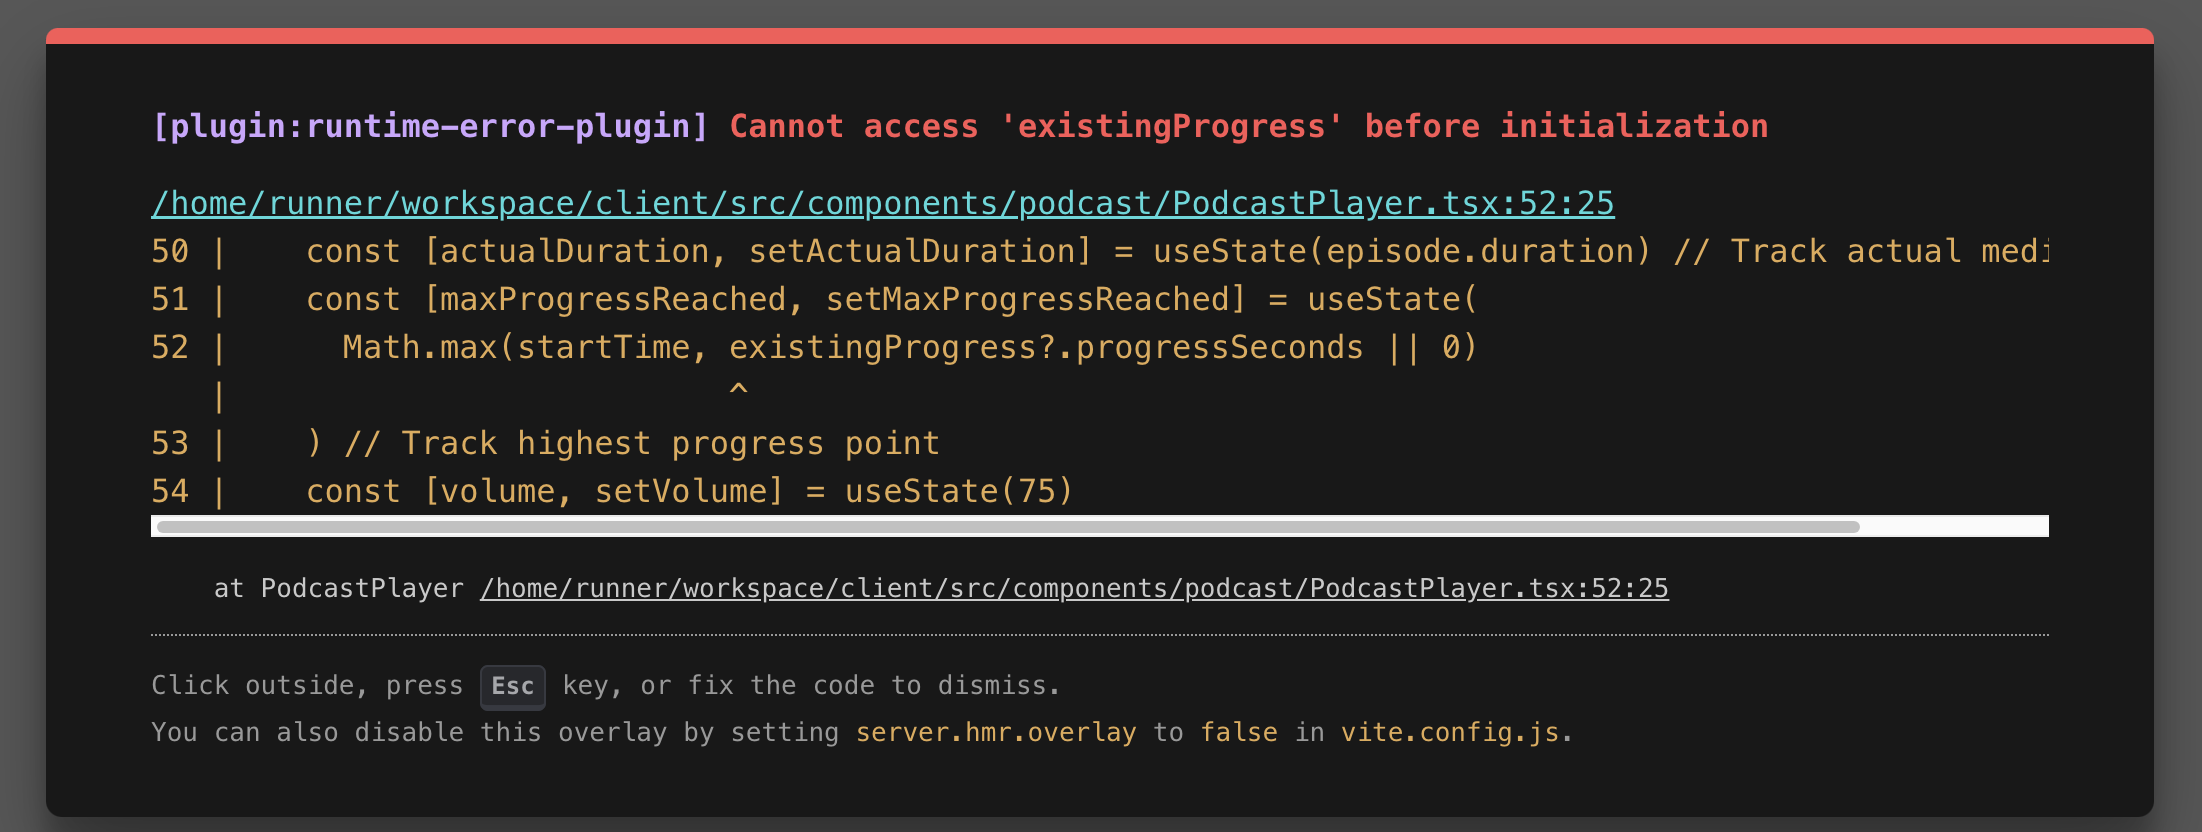 [plugin:runtime-error-plugin] Cannot access 'existingProgress' before initialization
/home/runner/workspace/client/src/components/podcast/PodcastPlayer.tsx:52:25
50 |    const [actualDuration, setActualDuration] = useState(episode.duration) // Track actual medi
51 |    const [maxProgressReached, setMaxProgressReached] = useState(
52 |      Math.max(startTime, existingProgress?.progressSeconds || 0)
   |                          ^
53 |    ) // Track highest progress point
54 |    const [volume, setVolume] = useState(75)
at PodcastPlayer /home/runner/workspace/client/src/components/podcast/PodcastPlayer.tsx:52:25
Click outside, press Esc key, or fix the code to dismiss.
You can also disable this overlay by setting server.hmr.overlay to false in vite.config.js.